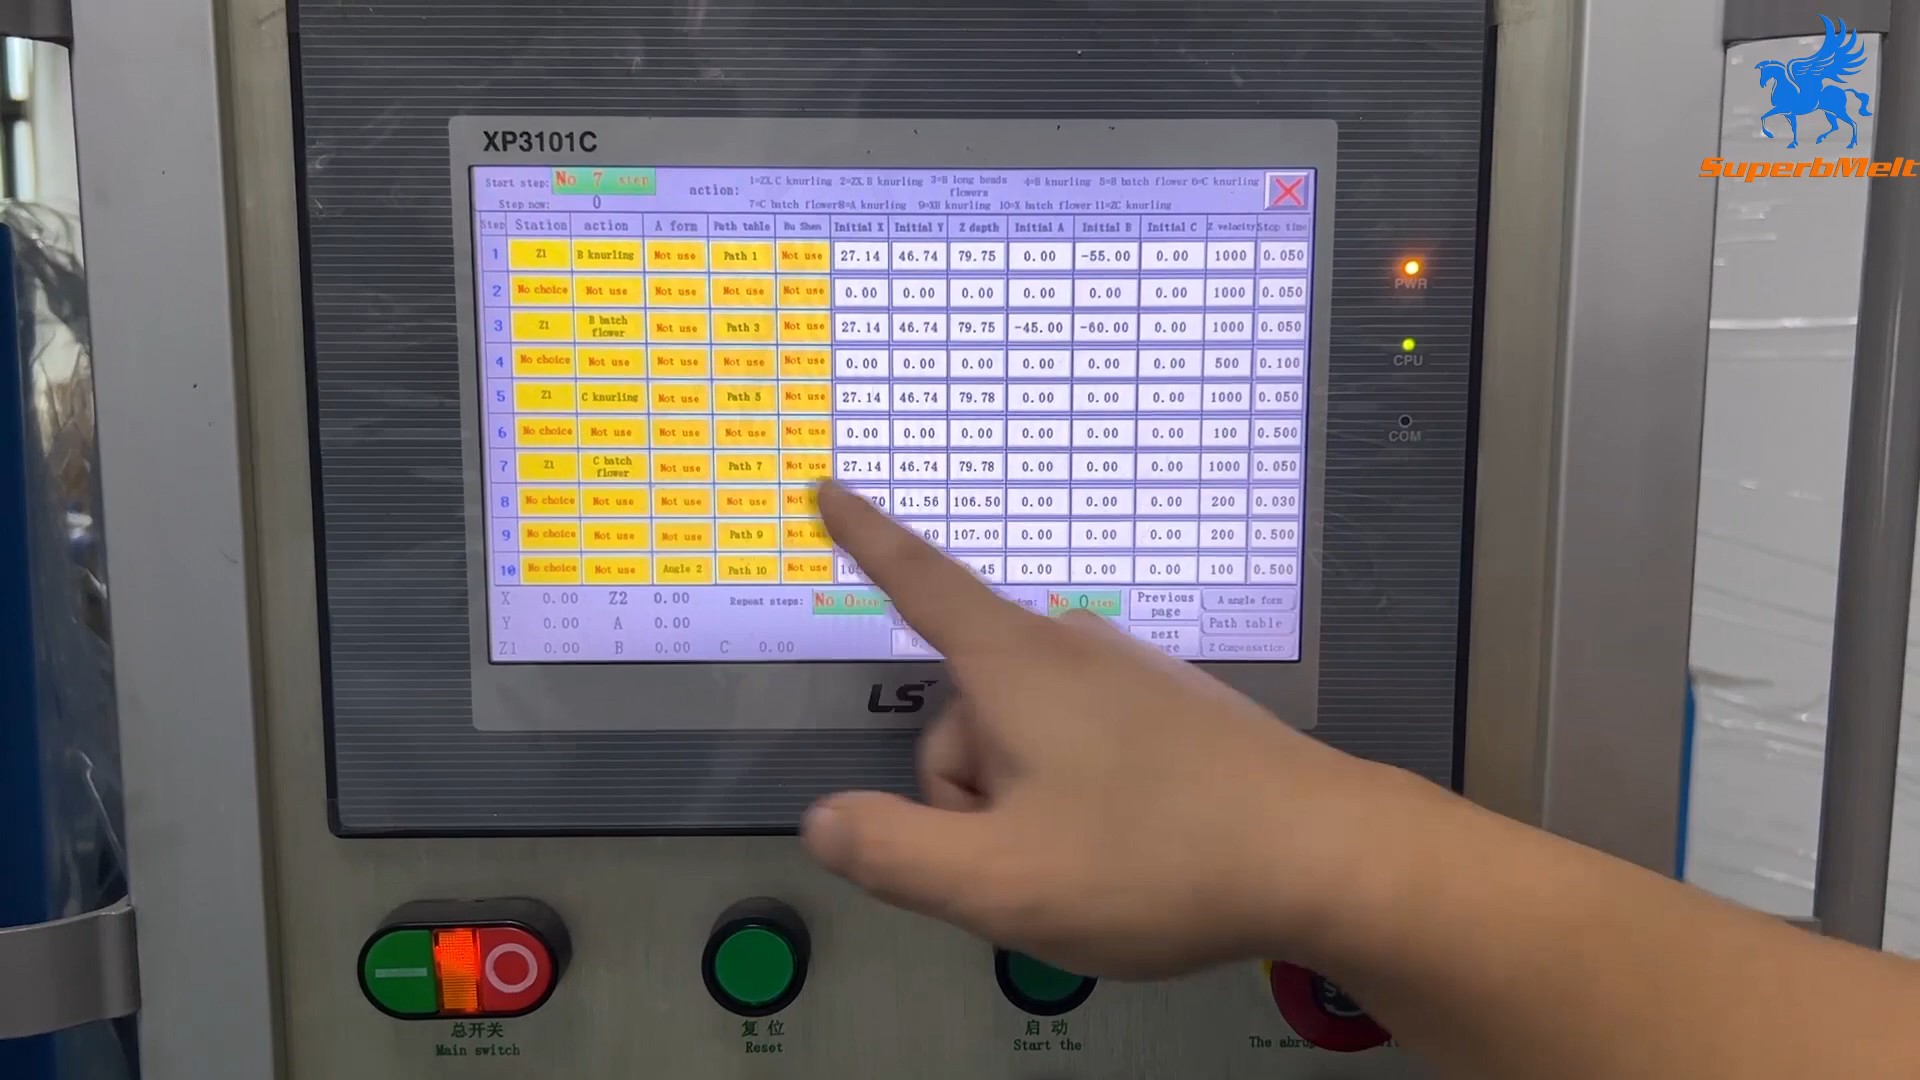 SuperbMelt
XP3101C
Start step: No 7 step
action: 1=ZX.C knurling 2=ZX.B knurling 3=B long beads flowers 4=B knurling 5=B batch flower 6=C knurling
Step now: 0
7=C batch flower8=A knurling 9=XB knurling 10=X batch flower 11=ZC knurling
Step Station action A form Path table Bu Shen Initial X Initial Y Z depth Initial A Initial B Initial C Z velocity Stop time
1 Z1 B knurling Not use Path 1 Not use 27.14 46.74 79.75 0.00 -55.00 0.00 1000 0.050
2 No choice Not use Not use Not use Not use 0.00 0.00 0.00 0.00 0.00 0.00 1000 0.050
3 Z1 B batch flower Not use Path 3 Not use 27.14 46.74 79.75 -45.00 -60.00 0.00 1000 0.050
4 No choice Not use Not use Not use Not use 0.00 0.00 0.00 0.00 0.00 0.00 500 0.100
5 Z1 C knurling Not use Path 5 Not use 27.14 46.74 79.78 0.00 0.00 0.00 1000 0.050
6 No choice Not use Not use Not use Not use 0.00 0.00 0.00 0.00 0.00 0.00 100 0.500
7 Z1 C batch flower Not use Path 7 Not use 27.14 46.74 79.78 0.00 0.00 0.00 1000 0.050
8 No choice Not use Not use Not use Not 70 41.56 106.50 0.00 0.00 0.00 200 0.030
9 No choice Not use Not use Path 9 Not use 60 107.00 0.00 0.00 0.00 200 0.500
10 No choice Not use Angle 2 Path 10 Not use 45 0.00 0.00 0.00 100 0.500
X 0.00 Z2 0.00 Repeat steps: No 0step No 0step Previous page A angle form
Y 0.00 A 0.00 Path table
Z1 0.00 B 0.00 C 0.00 next Z Compensation
PWR
CPU
COM
LS
总开关
Main switch
复位
Reset
启动
Start the
The